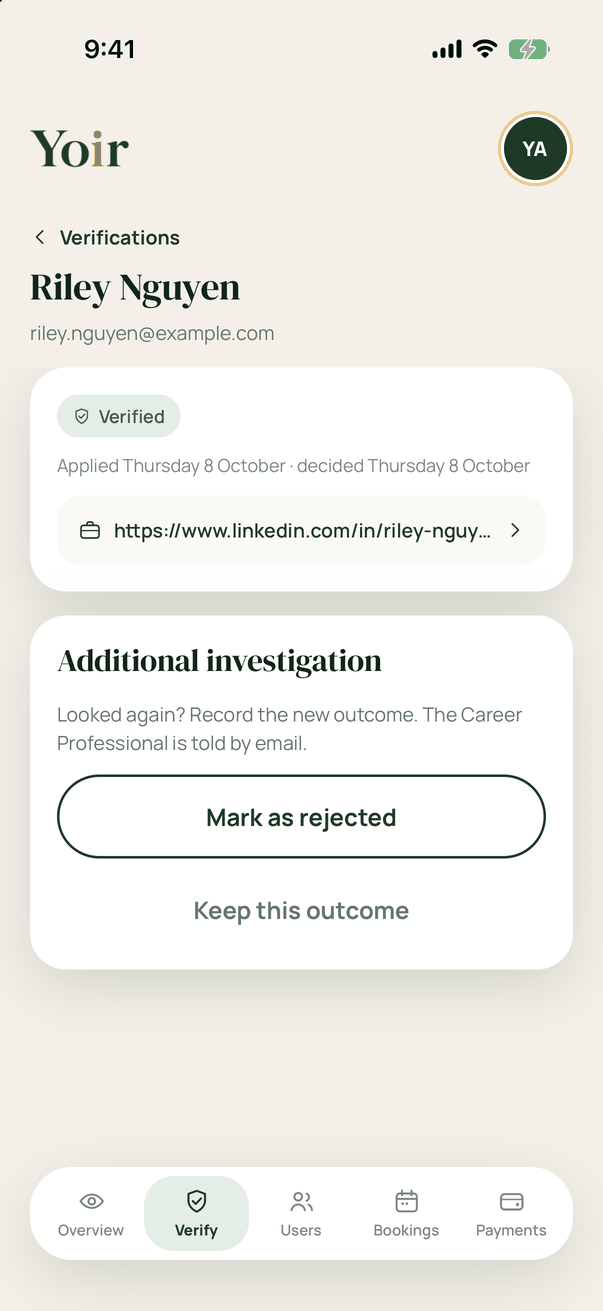 9:41
Yoir
YA
Verifications
Riley Nguyen
riley.nguyen@example.com
Verified
Applied Thursday 8 October · decided Thursday 8 October
https://www.linkedin.com/in/riley-nguy...
Additional investigation
Looked again? Record the new outcome. The Career
Professional is told by email.
Mark as rejected
Keep this outcome
Overview
Verify
Users
Bookings
Payments